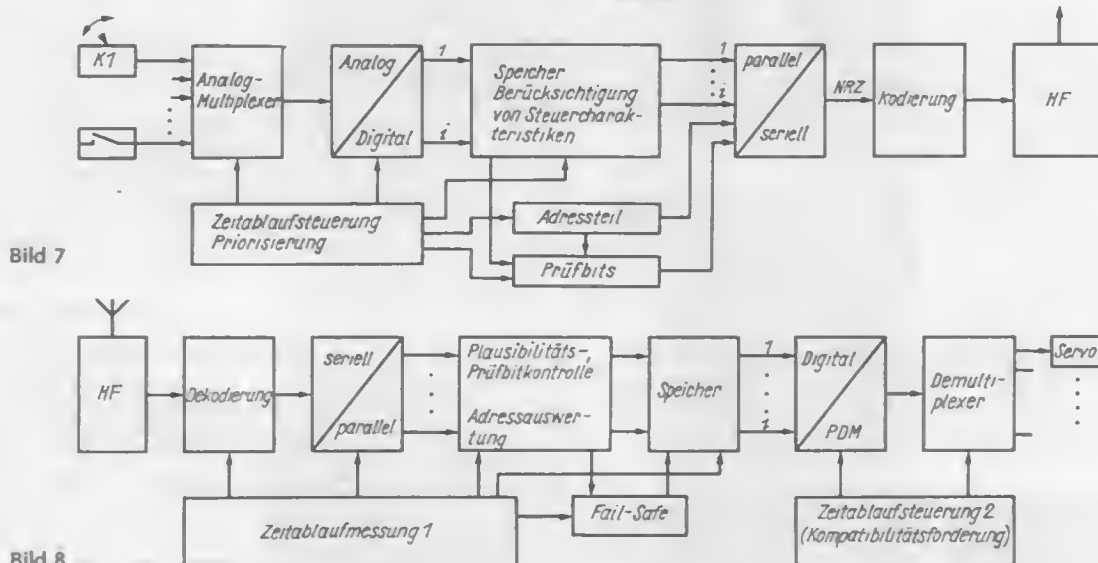 K1
Analog-
Multiplexer
Analog
Digital
1
i
Speicher
Berücksichtigung
von Steuercharak-
teristiken
1
i
parallel
seriell
NRZ
Kodierung
HF
Zeitablaufsteuerung
Priorisierung
Adressteil
Prüfbits
Bild 7
HF
Dekodierung
seriell
parallel
Plausibilitäts-,
Prüfbitkontrolle
Adressauswer-
tung
Speicher
1
i
Digital
PDM
Demulti-
plexer
Servo
Zeitablaufmessung 1
Fail-Safe
Zeitablaufsteuerung 2
(Kompatibilitätsforderung)
Bild 8